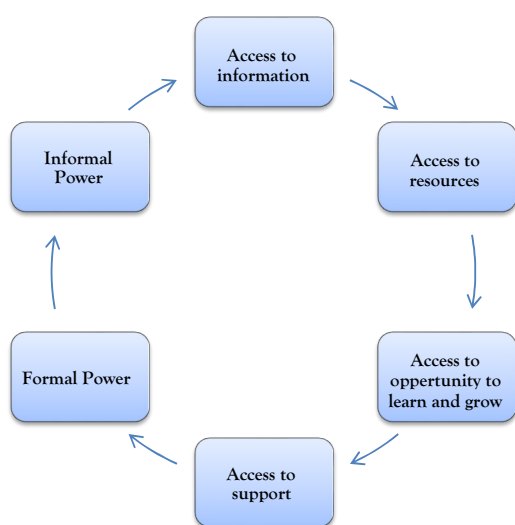 Access to
information
Access to
resources
Access to
oppertunity to
learn and grow
Access to
support
Formal Power
Informal
Power